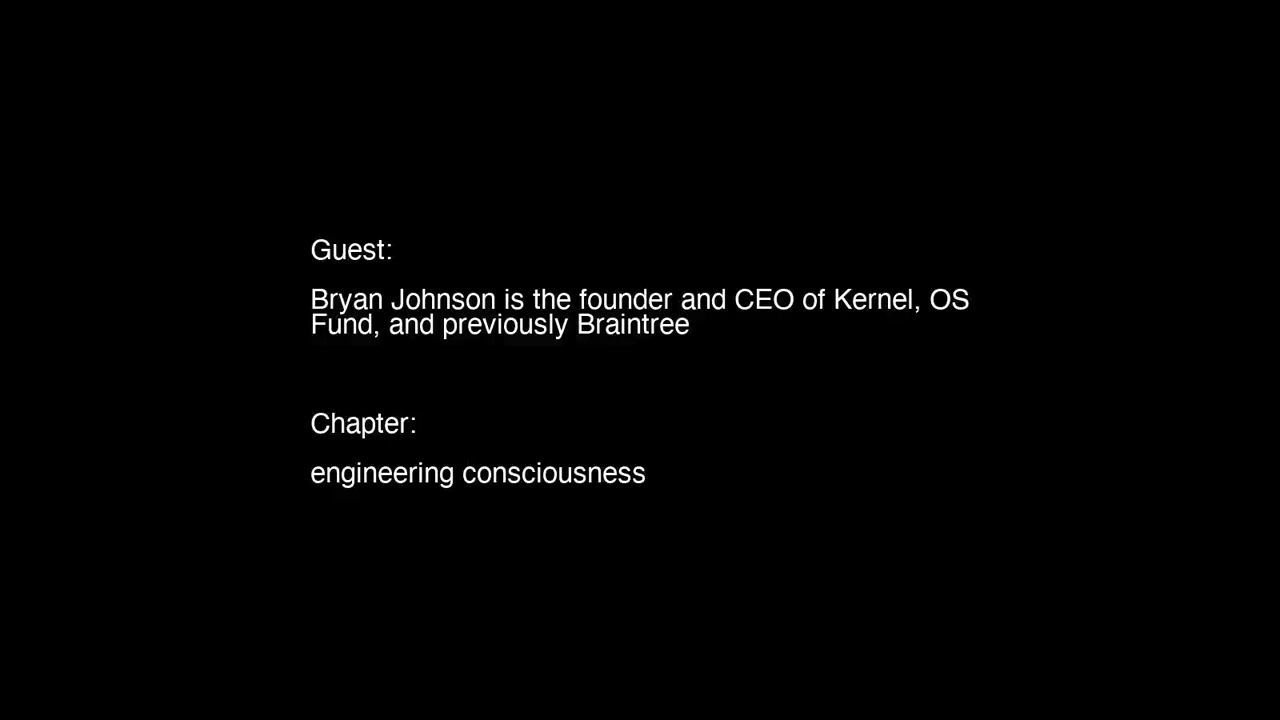 Guest:
Bryan Johnson is the founder and CEO of Kernel, OS
Fund, and previously Braintree
Chapter:
engineering consciousness